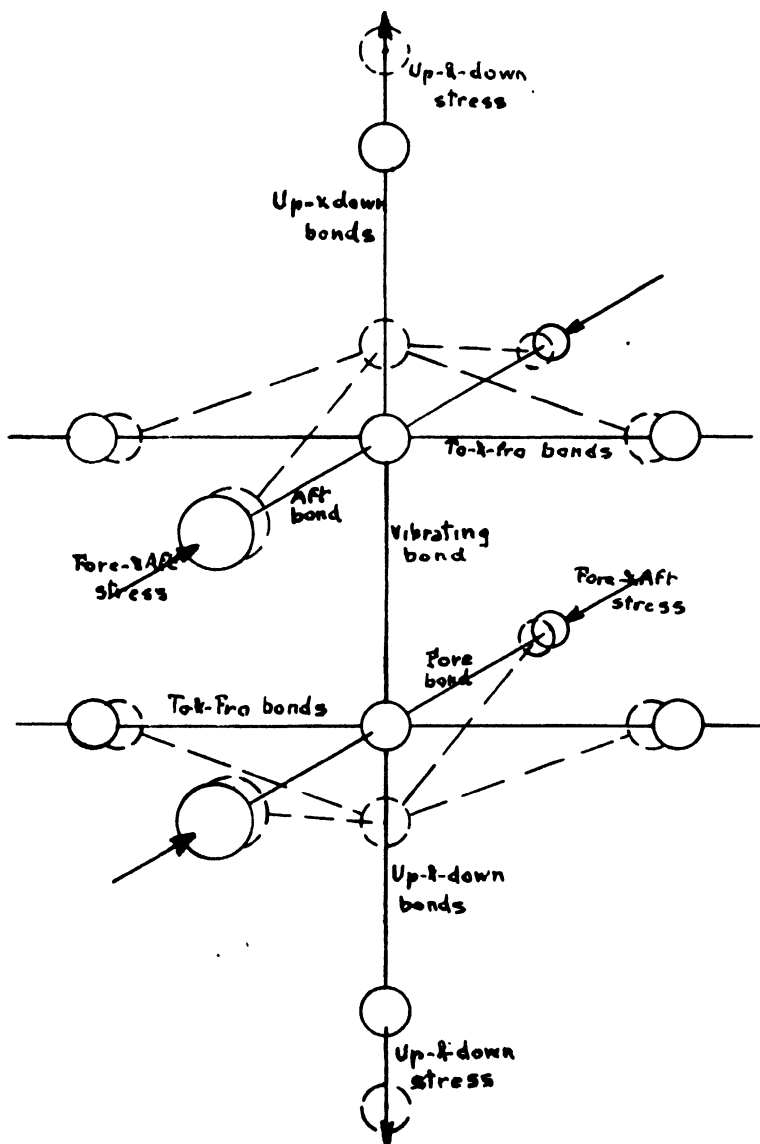 Up-&-down
stress
Up-&down
bonds
To-&-Fro bonds
Aft
bond
Vibrating
bond
Fore-&Aft
stress
Fore-&Aft
stress
Fore
bond
To&-Fro bonds
Up-&-down
bonds
Up-&-down
stress